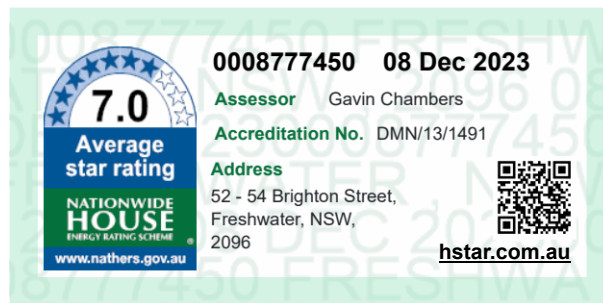 0008777450 08 Dec 2023
7.0
Average
star rating
NATIONWIDE
HOUSE
ENERGY RATING SCHEME
®
www.nathers.gov.au
Assessor Gavin Chambers
Accreditation No. DMN/13/1491
Address
52 - 54 Brighton Street,
Freshwater, NSW,
2096
hstar.com.au